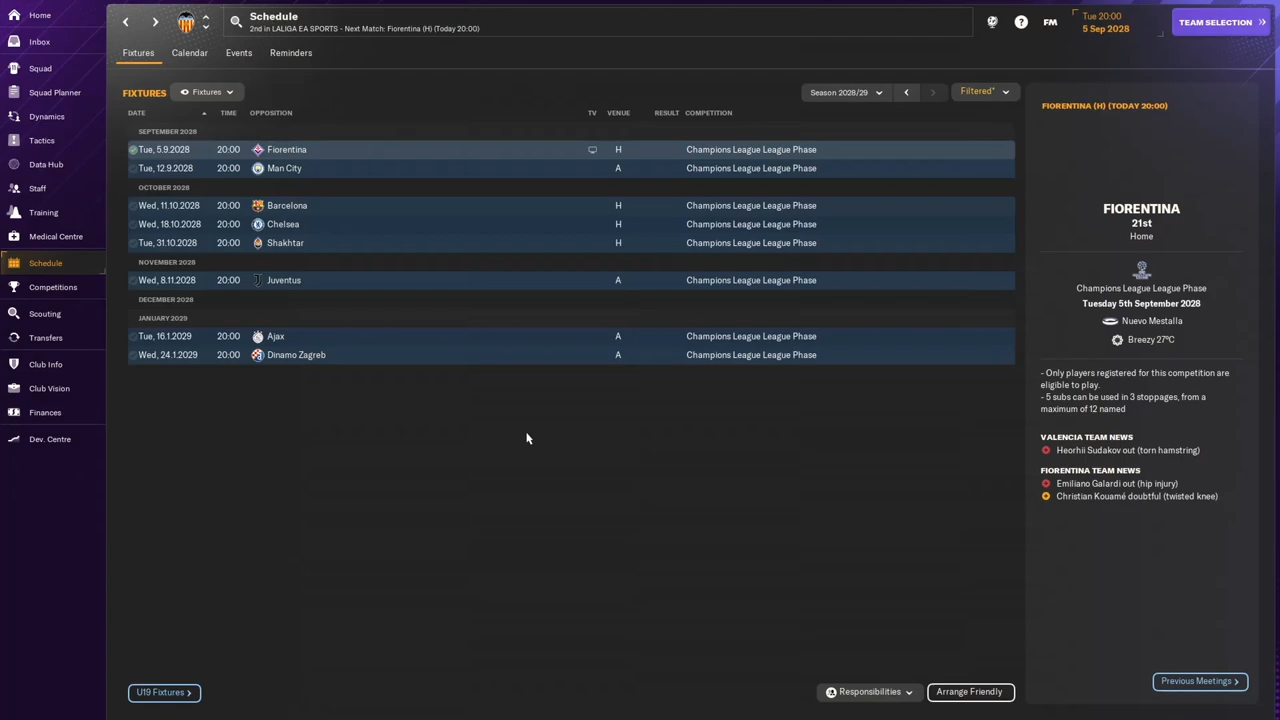 Home
Inbox
Squad
Squad Planner
Dynamics
Tactics
Data Hub
Staff
Training
Medical Centre
Schedule
Competitions
Scouting
Transfers
Club Info
Club Vision
Finances
Dev. Centre
Schedule
2nd in LALIGA EA SPORTS - Next Match: Fiorentina (H) (Today 20:00)
? FM
Tue 20:00
5 Sep 2028
TEAM SELECTION
Fixtures Calendar Events Reminders
FIXTURES Fixtures Season 2028/29 Filtered*
DATE TIME OPPOSITION TV VENUE RESULT COMPETITION
SEPTEMBER 2028
Tue, 5.9.2028 20:00 Fiorentina H Champions League League Phase
Tue, 12.9.2028 20:00 Man City A Champions League League Phase
OCTOBER 2028
Wed, 11.10.2028 20:00 Barcelona H Champions League League Phase
Wed, 18.10.2028 20:00 Chelsea H Champions League League Phase
Tue, 31.10.2028 20:00 Shakhtar H Champions League League Phase
NOVEMBER 2028
Wed, 8.11.2028 20:00 Juventus A Champions League League Phase
DECEMBER 2028
JANUARY 2029
Tue, 16.1.2029 20:00 Ajax A Champions League League Phase
Wed, 24.1.2029 20:00 Dinamo Zagreb A Champions League League Phase
FIORENTINA (H) (TODAY 20:00)
FIORENTINA
21st
Home
Champions League League Phase
Tuesday 5th September 2028
Nuevo Mestalla
Breezy 27°C
- Only players registered for this competition are
eligible to play.
- 5 subs can be used in 3 stoppages, from a
maximum of 12 named
VALENCIA TEAM NEWS
Heorhii Sudakov out (torn hamstring)
FIORENTINA TEAM NEWS
Emiliano Galardi out (hip injury)
Christian Kouamé doubtful (twisted knee)
Previous Meetings
U19 Fixtures
Responsibilities
Arrange Friendly